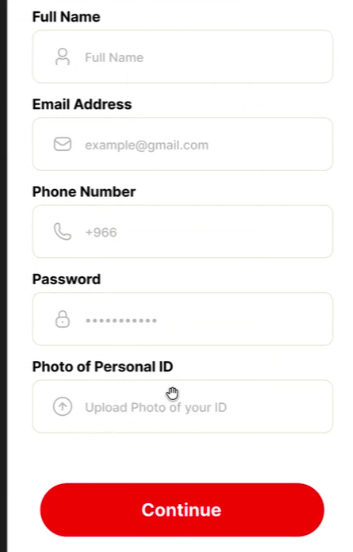 Full Name
Full Name
Email Address
example@gmail.com
Phone Number
+966
Password
•••••••••••
Photo of Personal ID
Upload Photo of your ID
Continue